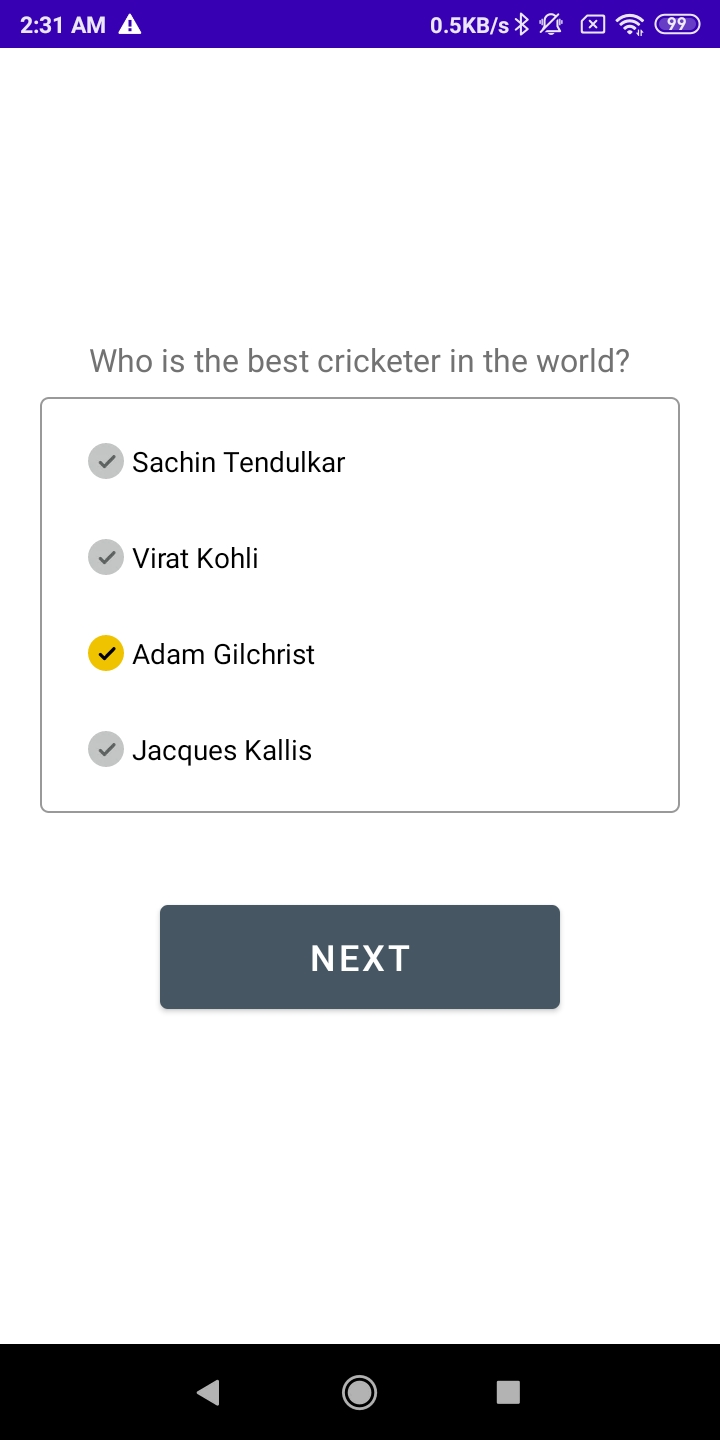 2:31 AM 0.5KB/s 99
Who is the best cricketer in the world?
Sachin Tendulkar
Virat Kohli
Adam Gilchrist
Jacques Kallis
NEXT